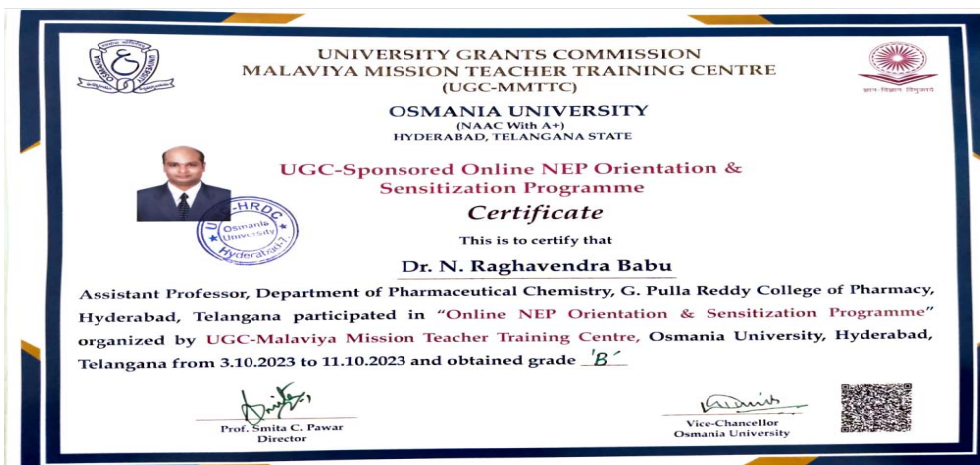 UNIVERSITY GRANTS COMMISSION
MALAVIYA MISSION TEACHER TRAINING CENTRE
(UGC-MMTTC)
OSMANIA UNIVERSITY
(NAAC With A+)
HYDERABAD, TELANGANA STATE
UGC-Sponsored Online NEP Orientation &
Sensitization Programme
Certificate
This is to certify that
Dr. N. Raghavendra Babu
Assistant Professor, Department of Pharmaceutical Chemistry, G. Pulla Reddy College of Pharmacy,
Hyderabad, Telangana participated in “Online NEP Orientation & Sensitization Programme”
organized by UGC-Malaviya Mission Teacher Training Centre, Osmania University, Hyderabad,
Telangana from 3.10.2023 to 11.10.2023 and obtained grade 'B'
Prof. Smita C. Pawar
Director
Vice-Chancellor
Osmania University
OSMANIA UNIVERSITY
ज्ञान-विज्ञान विमुक्तये
UGC-HRDC
Osmania
University
Hyderabad-7.